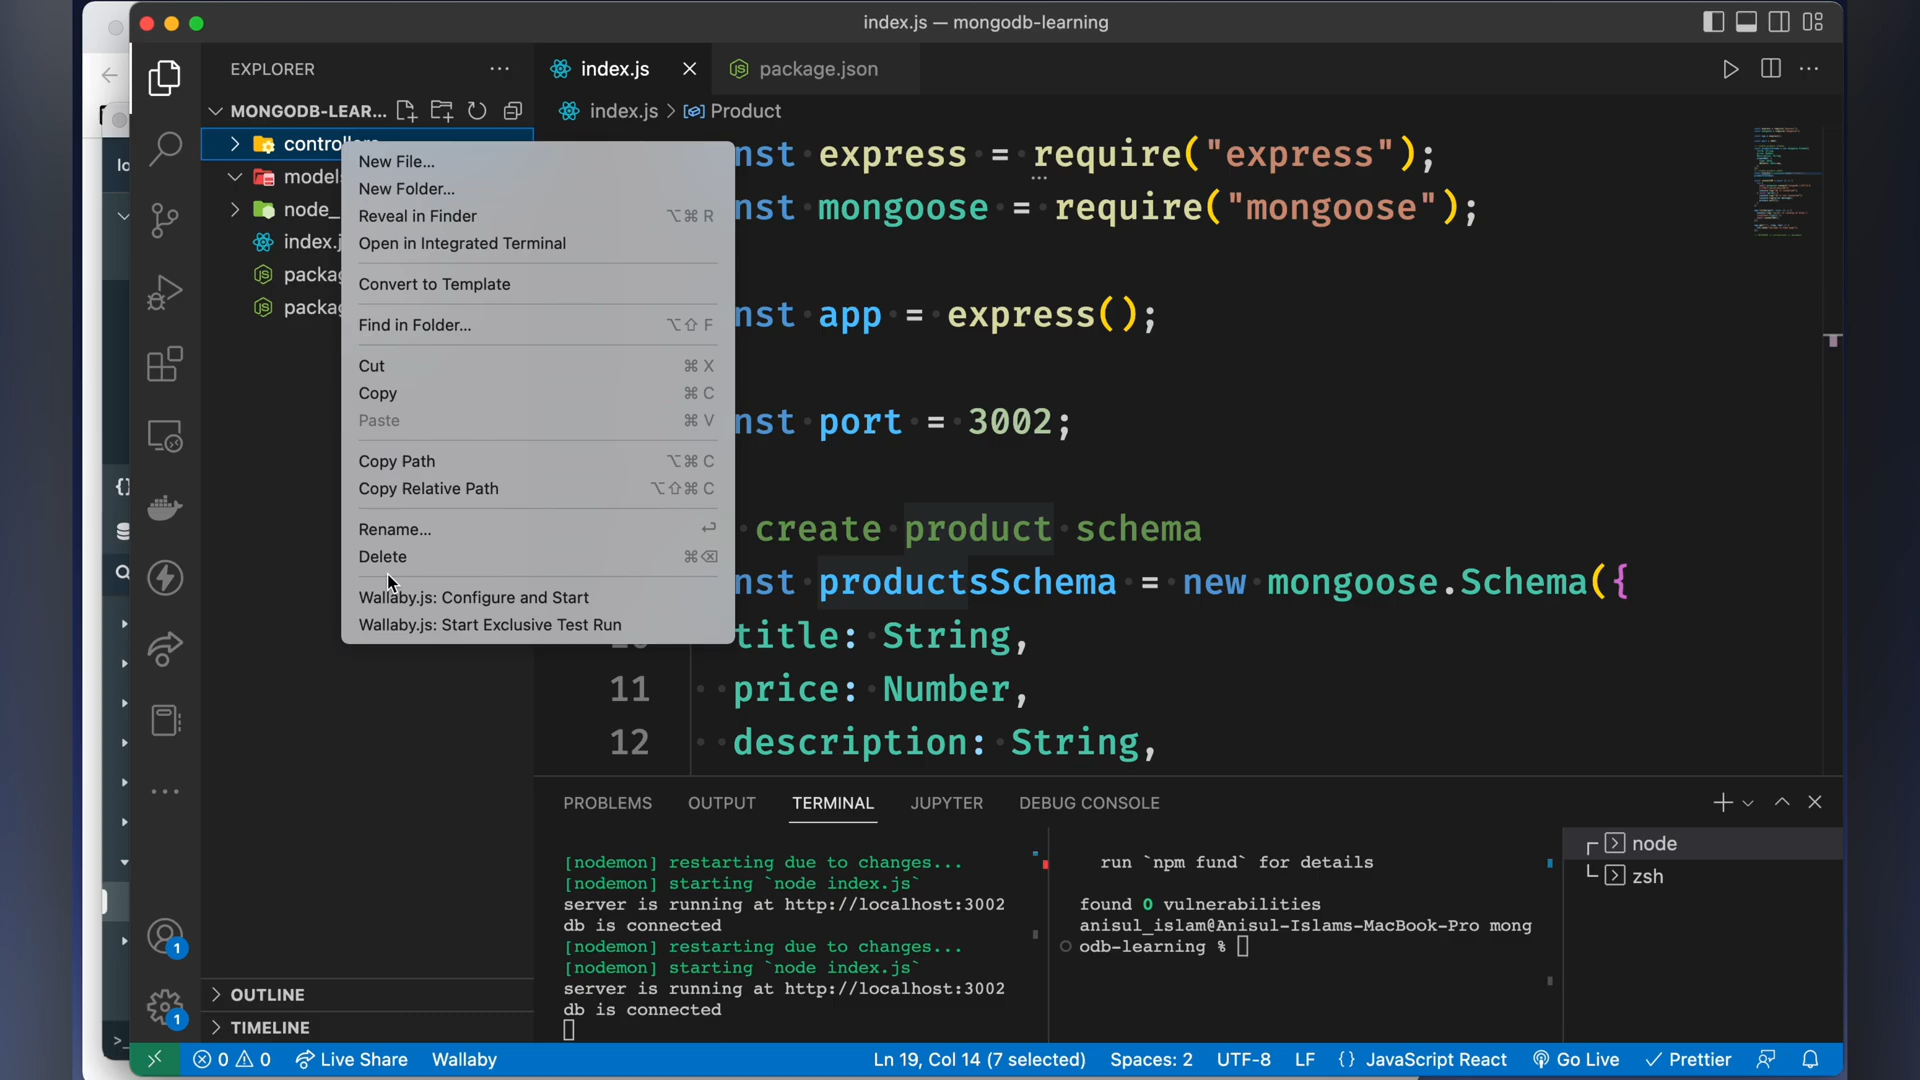 index.js — mongodb-learning
EXPLORER
index.js
package.json
MONGODB-LEAR...
index.js > Product
New File...
New Folder...
Reveal in Finder ⌥⌘ R
Open in Integrated Terminal
Convert to Template
Find in Folder... ⌥⇧ F
Cut ⌘ X
Copy ⌘ C
Paste ⌘ V
Copy Path ⌥⌘ C
Copy Relative Path ⌥⇧⌘ C
Rename... ↩
Delete ⌘⌫
Wallaby.js: Configure and Start
Wallaby.js: Start Exclusive Test Run
nst express = require("express");
nst mongoose = require("mongoose");
nst app = express();
nst port = 3002;
create product schema
nst productsSchema = new mongoose.Schema({
title: String,
11 price: Number,
12 description: String,
PROBLEMS OUTPUT TERMINAL JUPYTER DEBUG CONSOLE
[nodemon] restarting due to changes...
[nodemon] starting `node index.js`
server is running at http://localhost:3002
db is connected
[nodemon] restarting due to changes...
[nodemon] starting `node index.js`
server is running at http://localhost:3002
db is connected
run `npm fund` for details
found 0 vulnerabilities
anisul_islam@Anisul-Islams-MacBook-Pro mong
odb-learning %
node
zsh
OUTLINE
TIMELINE
1
1
0 0 Live Share Wallaby
Ln 19, Col 14 (7 selected) Spaces: 2 UTF-8 LF {} JavaScript React Go Live Prettier